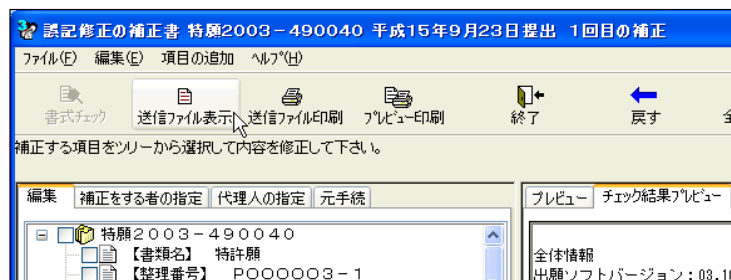 誤記修正の補正書 特願2003-490040 平成15年9月23日提出 1回目の補正
ファイル(F) 編集(E) 項目の追加 ヘルプ(H)
書式チェック 送信ファイル表示 送信ファイル印刷 プレビュー印刷 終了 戻す 全
補正する項目をツリーから選択して内容を修正して下さい。
編集 補正をする者の指定 代理人の指定 元手続 プレビュー チェック結果プレビュー
特願2003-490040
【書類名】 特許願
【整理番号】 P000003-1
全体情報
出願ソフトバージョン:03.10